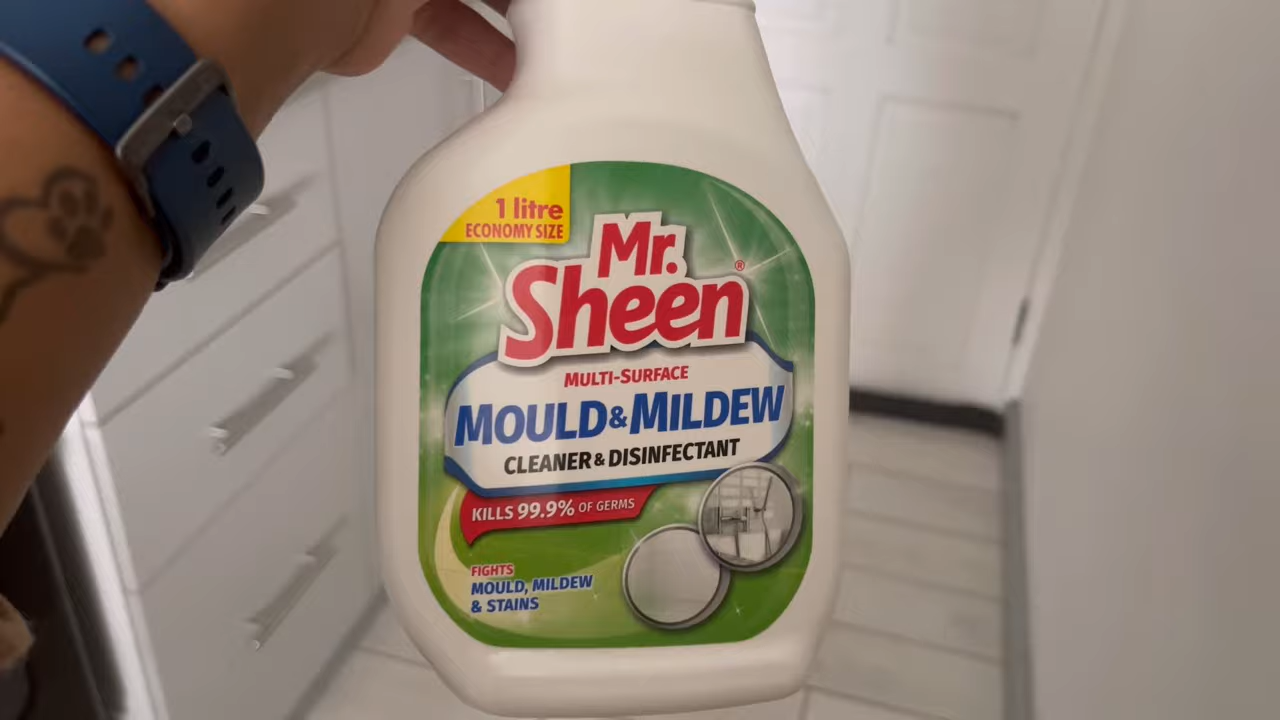 1 litre
ECONOMY SIZE
Mr.
Sheen®
MULTI-SURFACE
MOULD & MILDEW
CLEANER & DISINFECTANT
KILLS 99.9% OF GERMS
FIGHTS
MOULD, MILDEW
& STAINS